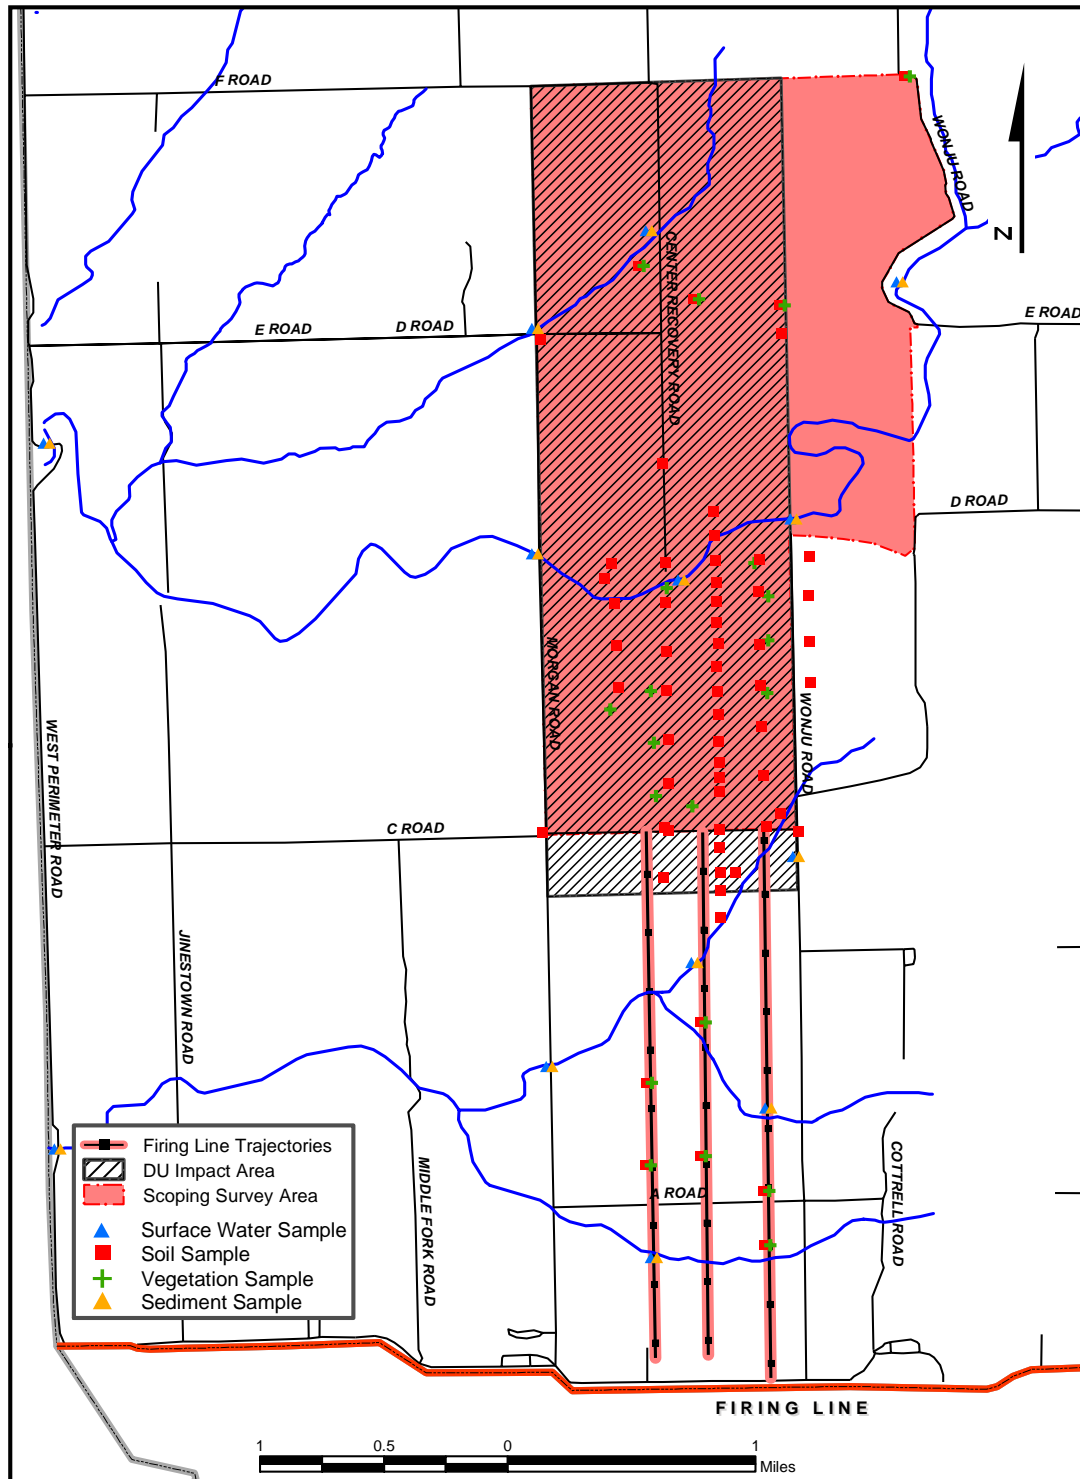 F ROAD
WONJU ROAD
N
CENTER RECOVERY ROAD
E ROAD
D ROAD
E ROAD
D ROAD
MORGAN ROAD
WEST PERIMETER ROAD
WONJU ROAD
C ROAD
JINESTOWN ROAD
MIDDLE FORK ROAD
A ROAD
COTTRELL ROAD
Firing Line Trajectories
DU Impact Area
Scoping Survey Area
Surface Water Sample
Soil Sample
Vegetation Sample
Sediment Sample
FIRING LINE
1 0.5 0 1
Miles